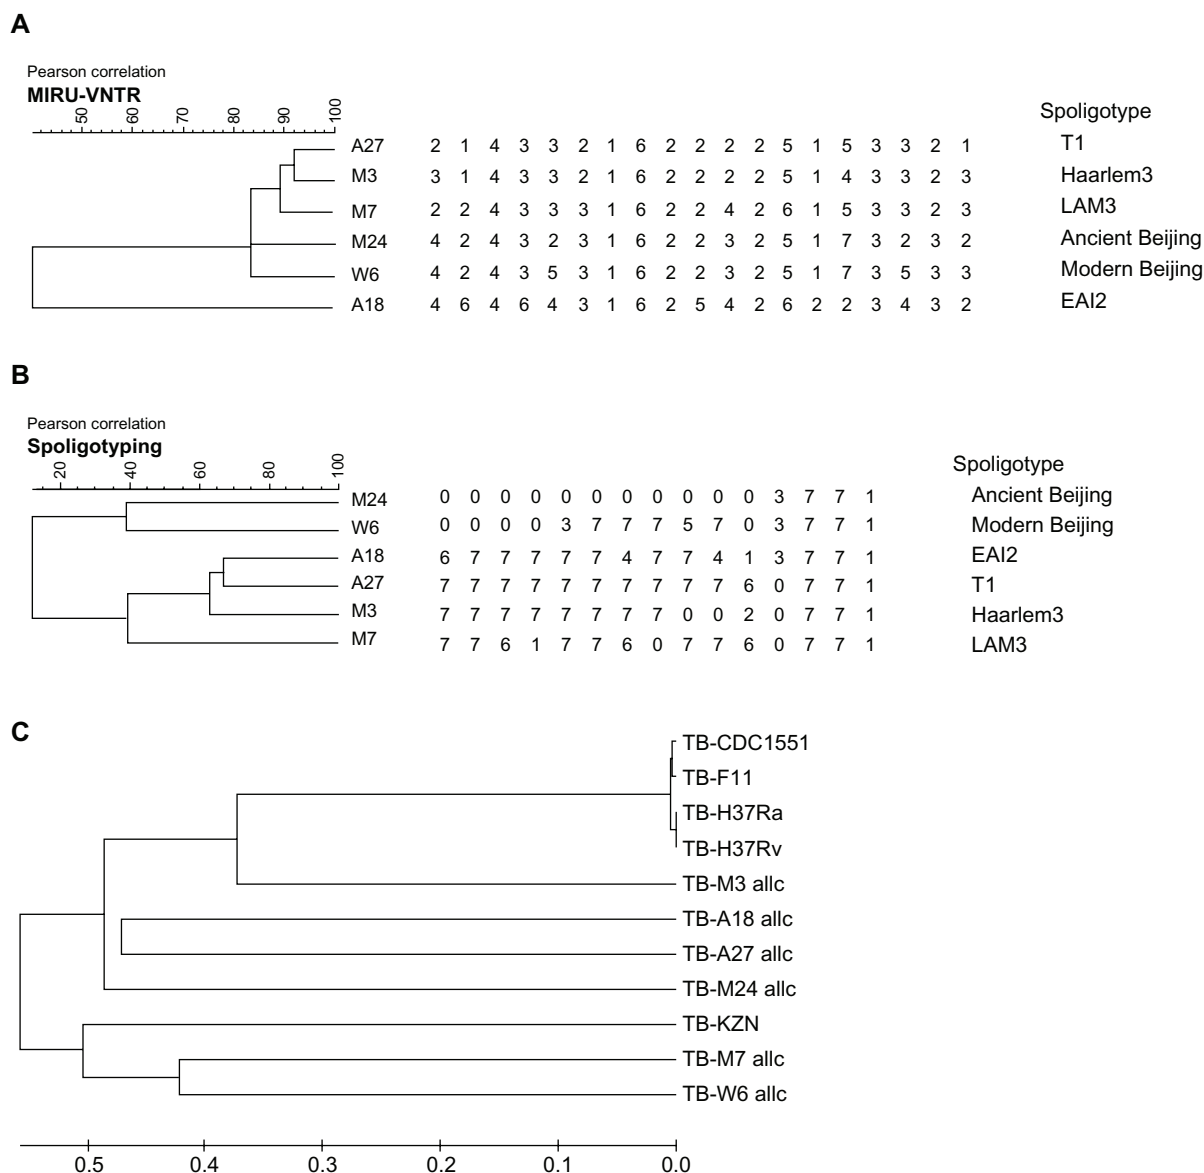 A
Pearson correlation
MIRU-VNTR
50 60 70 80 90 100
Spoligotype
A27 2 1 4 3 3 2 1 6 2 2 2 2 5 1 5 3 3 2 1 T1
M3 3 1 4 3 3 2 1 6 2 2 2 2 5 1 4 3 3 2 3 Haarlem3
M7 2 2 4 3 3 3 1 6 2 2 4 2 6 1 5 3 3 2 3 LAM3
M24 4 2 4 3 2 3 1 6 2 2 3 2 5 1 7 3 2 3 2 Ancient Beijing
W6 4 2 4 3 5 3 1 6 2 2 3 2 5 1 7 3 5 3 3 Modern Beijing
A18 4 6 4 6 4 3 1 6 2 5 4 2 6 2 2 3 4 3 2 EAI2
B
Pearson correlation
Spoligotyping
20 40 60 80 100
Spoligotype
M24 0 0 0 0 0 0 0 0 0 0 0 3 7 7 1 Ancient Beijing
W6 0 0 0 0 3 7 7 7 5 7 0 3 7 7 1 Modern Beijing
A18 6 7 7 7 7 7 4 7 7 4 1 3 7 7 1 EAI2
A27 7 7 7 7 7 7 7 7 7 7 6 0 7 7 1 T1
M3 7 7 7 7 7 7 7 7 0 0 2 0 7 7 1 Haarlem3
M7 7 7 6 1 7 7 6 0 7 7 6 0 7 7 1 LAM3
C
TB-CDC1551
TB-F11
TB-H37Ra
TB-H37Rv
TB-M3 allc
TB-A18 allc
TB-A27 allc
TB-M24 allc
TB-KZN
TB-M7 allc
TB-W6 allc
0.5 0.4 0.3 0.2 0.1 0.0